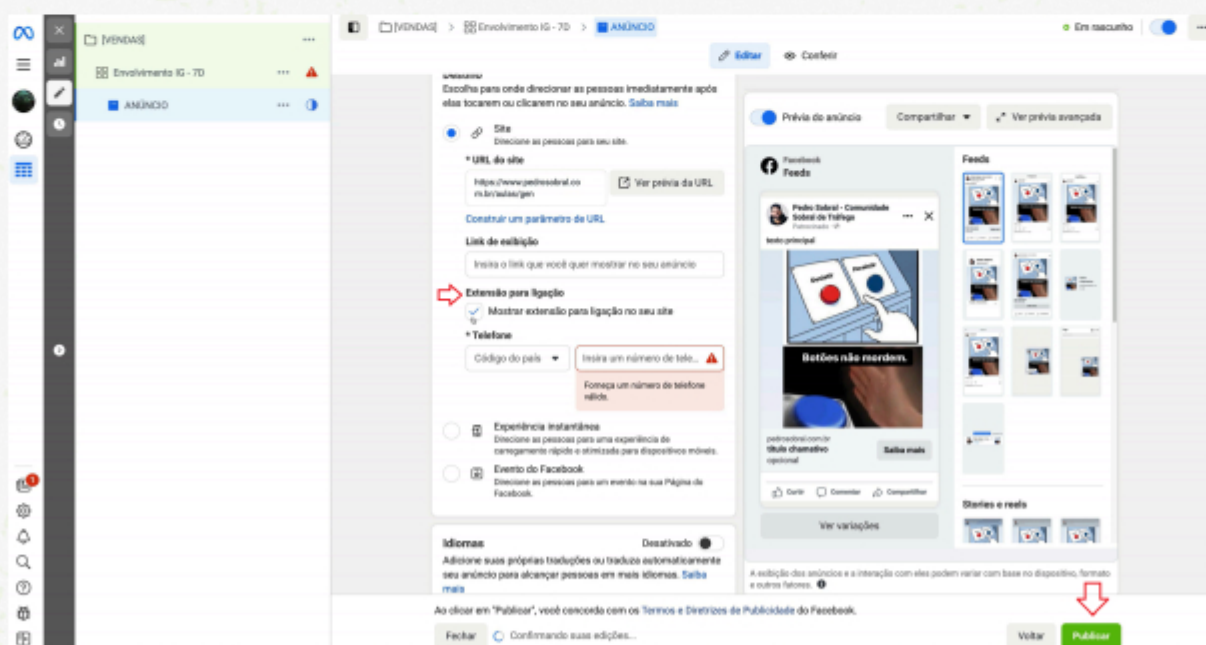 [VENDAS] > Envolvimento IG - 7D > ANÚNCIO
Em rascunho
[VENDAS]
Envolvimento IG - 7D
ANÚNCIO
1
Editar
Conferir
Destino
Escolha para onde direcionar as pessoas imediatamente após
elas tocarem ou clicarem no seu anúncio. Saiba mais
Site
Direcione as pessoas para seu site.
* URL do site
https://www.pedrosobral.co
m.br/aulas/gen
Ver prévia da URL
Construir um parâmetro de URL
Link de exibição
Insira o link que você quer mostrar no seu anúncio
Extensão para ligação
Mostrar extensão para ligação no seu site
* Telefone
Código do país
Insira um número de tele...
Forneça um número de telefone
válido.
Experiência instantânea
Direcione as pessoas para uma experiência de
carregamento rápido e otimizada para dispositivos móveis.
Evento do Facebook
Direcione as pessoas para um evento na sua Página do
Facebook.
Idiomas
Desativado
Adicione suas próprias traduções ou traduza automaticamente
seu anúncio para alcançar pessoas em mais idiomas. Saiba
mais
Prévia do anúncio
Compartilhar
Ver prévia avançada
Facebook
Feeds
Pedro Sobral - Comunidade
Sobral de Tráfego
Patrocinado
texto principal
Botões não mordem.
pedrosobral.com.br
título chamativo
opcional
Saiba mais
Curtir
Comentar
Compartilhar
Ver variações
Feeds
Stories e reels
A exibição dos anúncios e a interação com eles podem variar com base no dispositivo, formato
e outros fatores.
Ao clicar em "Publicar", você concorda com os Termos e Diretrizes de Publicidade do Facebook.
Fechar
Confirmando suas edições...
Voltar
Publicar